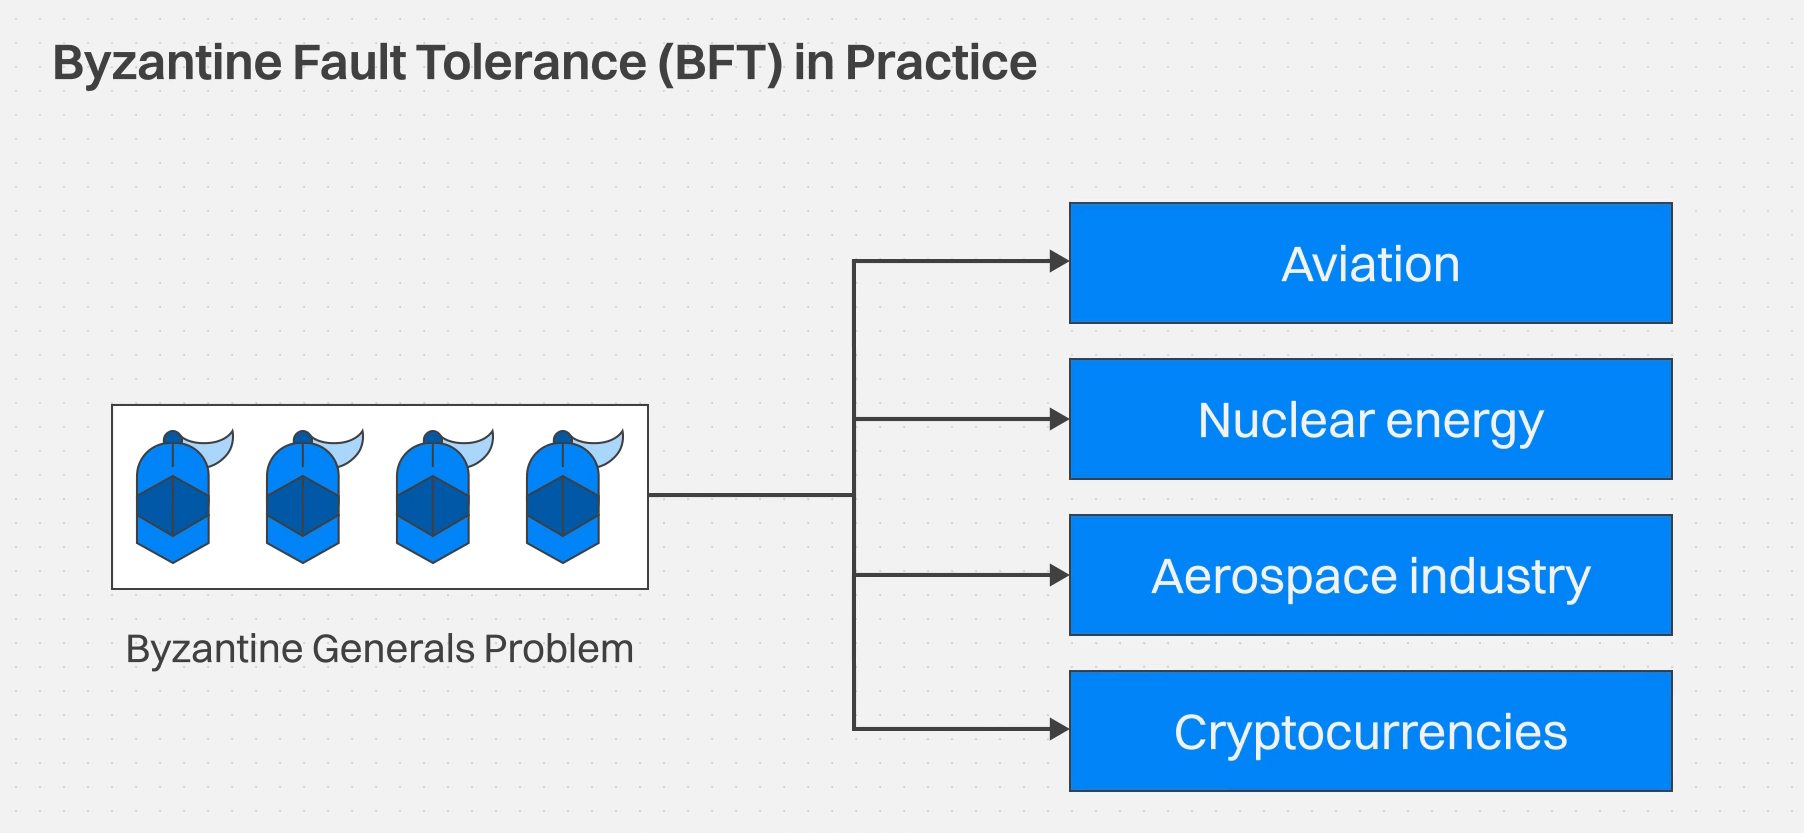 Byzantine Fault Tolerance (BFT) in Practice
Aviation
Nuclear energy
Aerospace industry
Cryptocurrencies
Byzantine Generals Problem